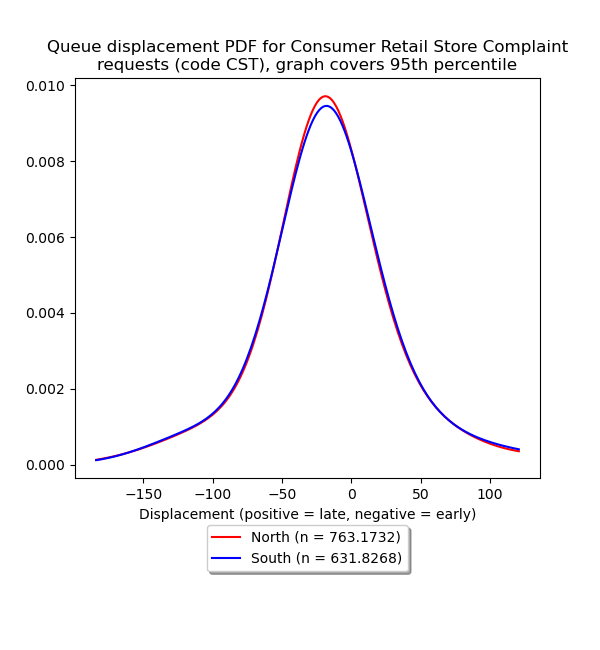 Queue displacement PDF for Consumer Retail Store Complaint
requests (code CST), graph covers 95th percentile
0.010
0.008
0.006
0.004
0.002
0.000
−150 −100 −50 0 50 100
Displacement (positive = late, negative = early)
North (n = 763.1732)
South (n = 631.8268)